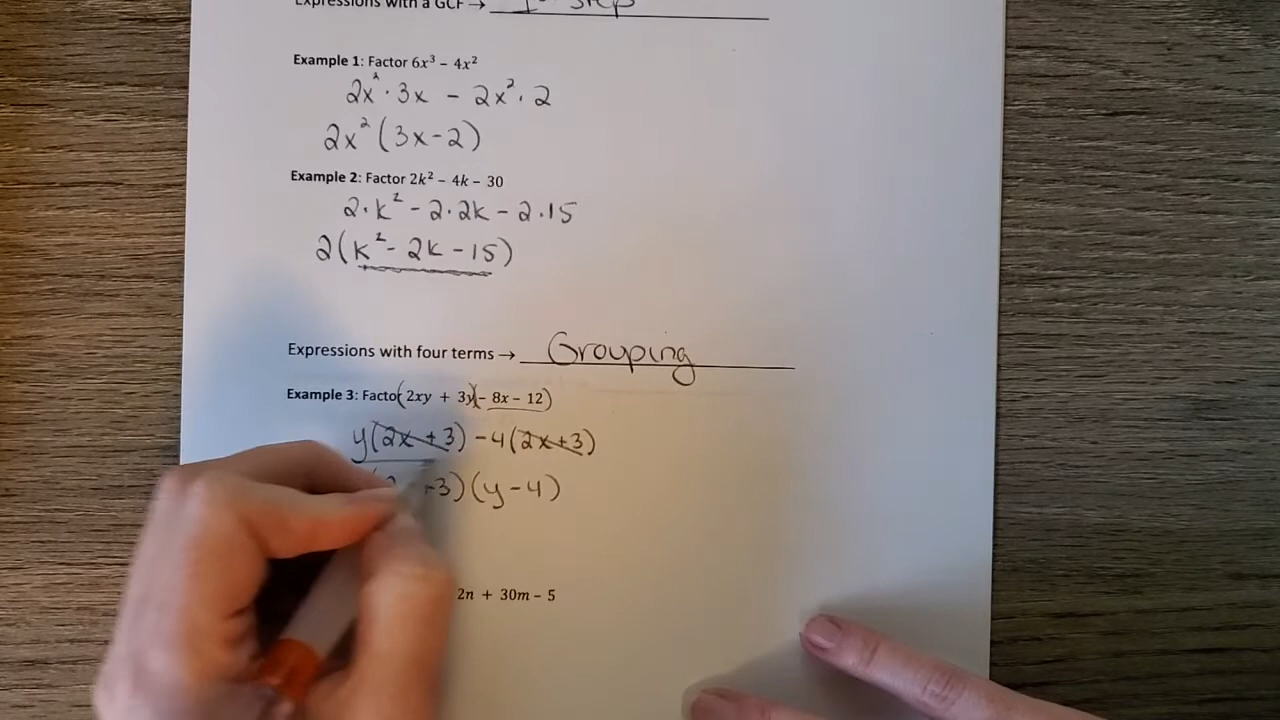 Expressions with a GCF → 1st step
Example 1: Factor 6x³ – 4x²
2x² · 3x - 2x² · 2
2x² (3x-2)
Example 2: Factor 2k² – 4k – 30
2·k² - 2·2k - 2·15
2(k² - 2k - 15)
Expressions with four terms → Grouping
Example 3: Factor (2xy + 3y)(– 8x – 12)
y(2x+3) -4(2x+3)
+3)(y-4)
2n + 30m – 5